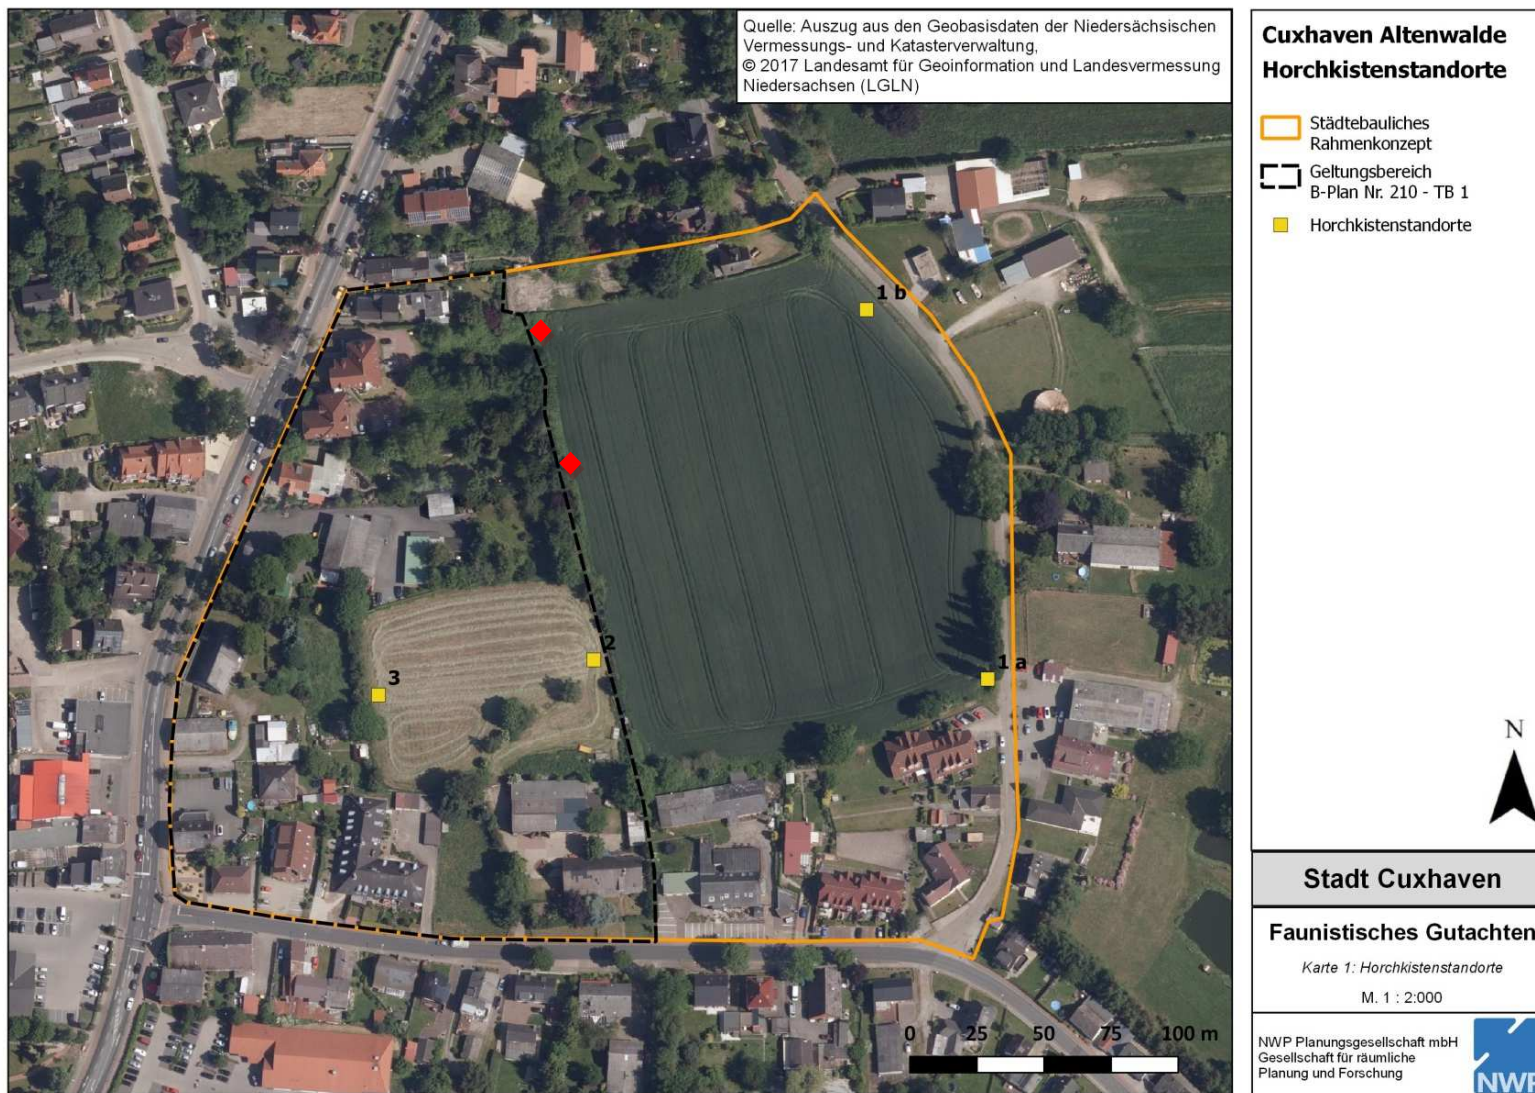 Quelle: Auszug aus den Geobasisdaten der Niedersächsischen
Vermessungs- und Katasterverwaltung,
© 2017 Landesamt für Geoinformation und Landesvermessung
Niedersachsen (LGLN)
1 b
2
3
1 a
0 25 50 75 100 m
Cuxhaven Altenwalde
Horchkistenstandorte
Städtebauliches
Rahmenkonzept
Geltungsbereich
B-Plan Nr. 210 - TB 1
Horchkistenstandorte
N
Stadt Cuxhaven
Faunistisches Gutachten
Karte 1: Horchkistenstandorte
M. 1 : 2:000
NWP Planungsgesellschaft mbH
Gesellschaft für räumliche
Planung und Forschung
NWP